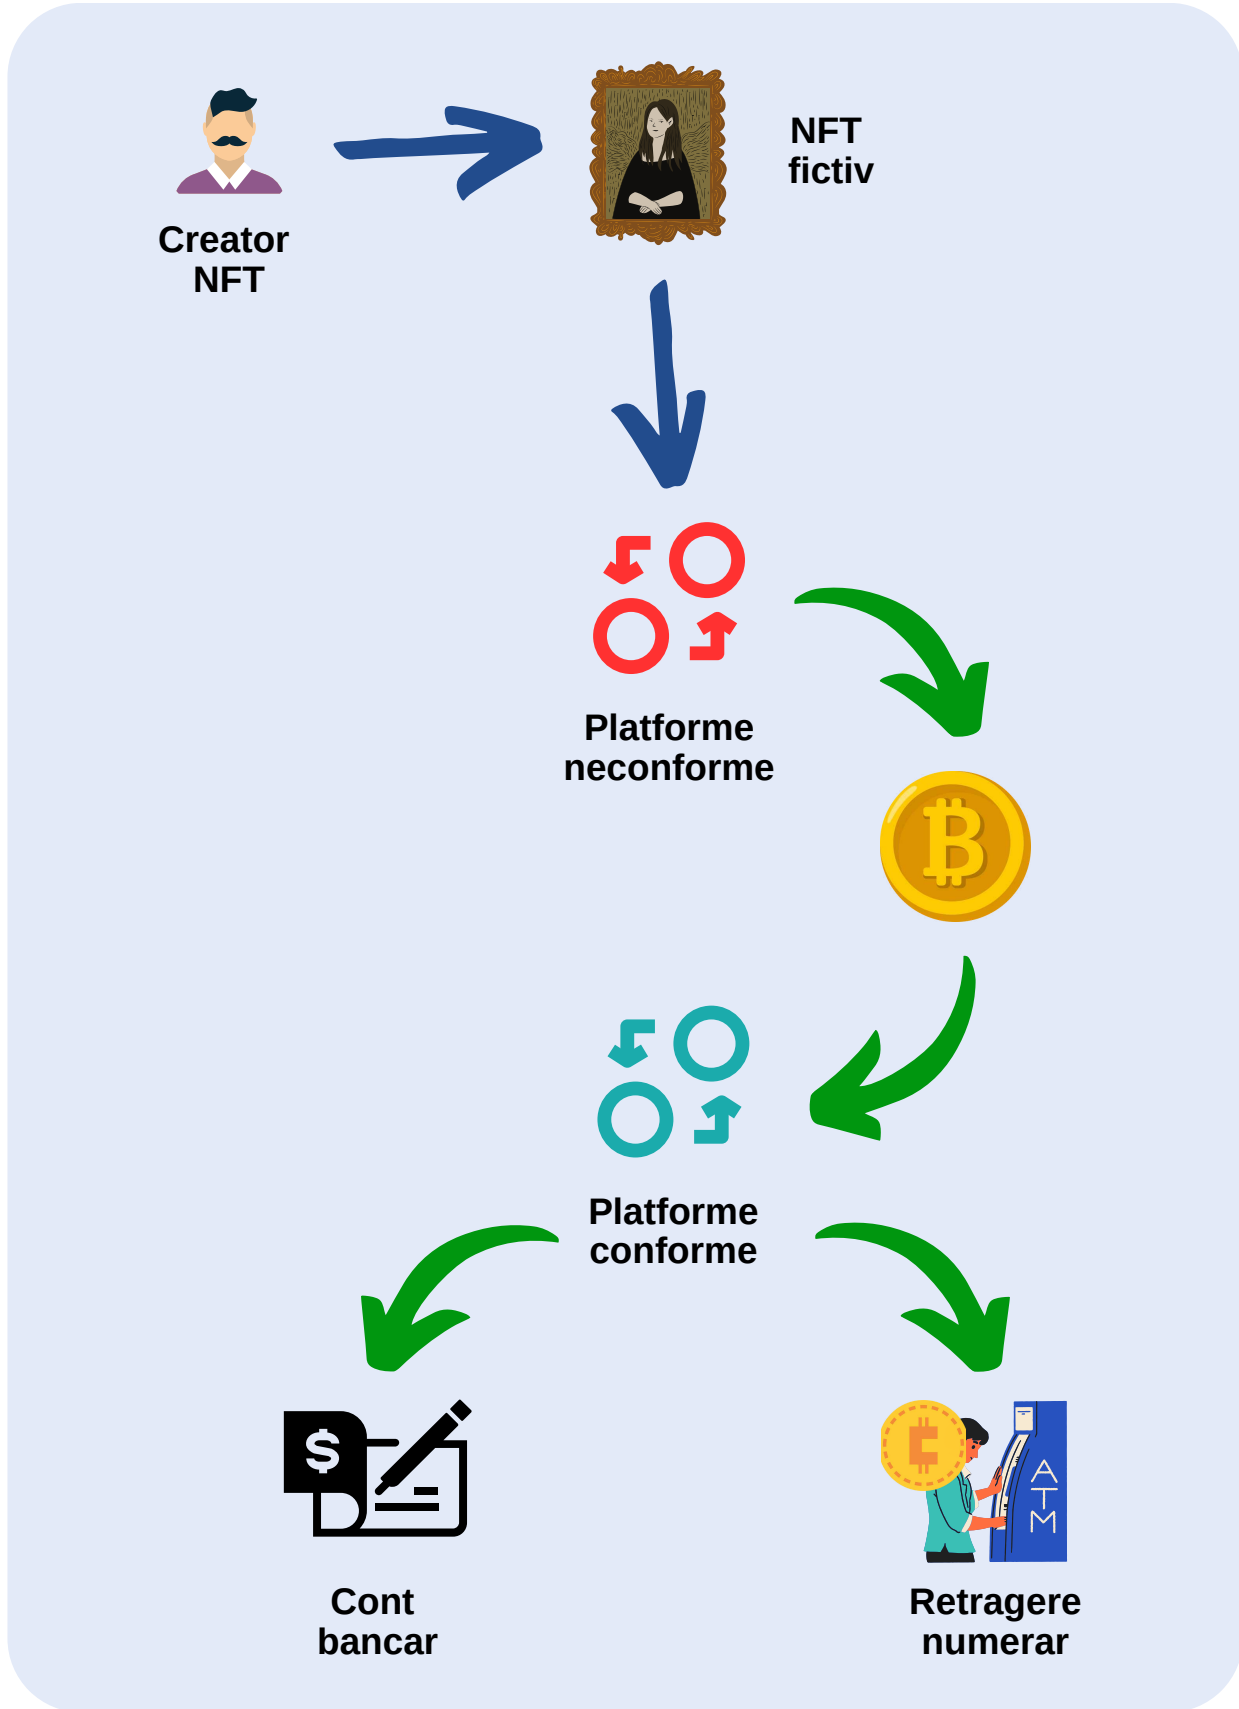 NFT
fictiv
Creator
NFT
Platforme
neconforme
Platforme
conforme
$
ATM
Cont
bancar
Retragere
numerar